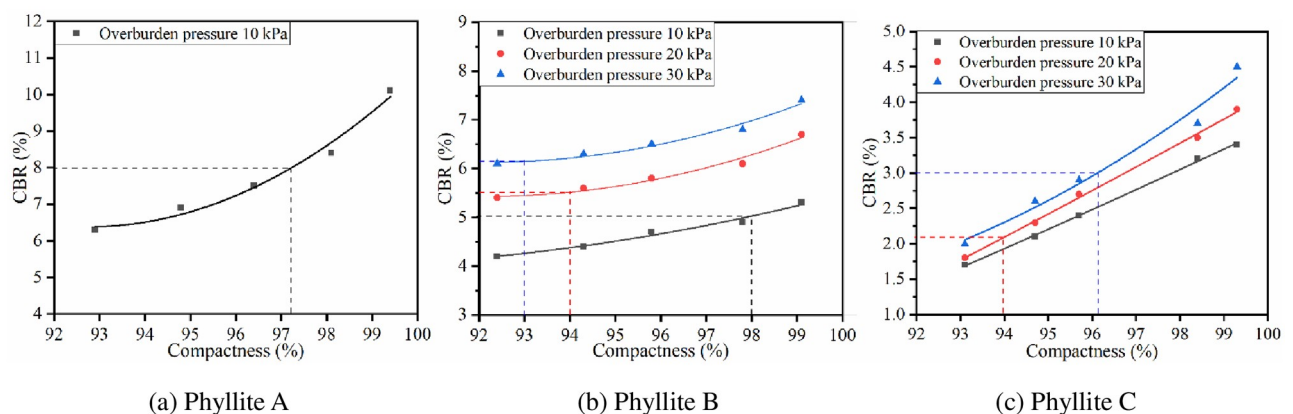 12
11
10
9
8
7
6
5
4
CBR (%)
Overburden pressure 10 kPa
92 93 94 95 96 97 98 99 100
Compactness (%)
(a) Phyllite A
9
8
7
6
5
4
3
CBR (%)
Overburden pressure 10 kPa
Overburden pressure 20 kPa
Overburden pressure 30 kPa
92 93 94 95 96 97 98 99 100
Compactness (%)
(b) Phyllite B
5.0
4.5
4.0
3.5
3.0
2.5
2.0
1.5
1.0
CBR (%)
Overburden pressure 10 kPa
Overburden pressure 20 kPa
Overburden pressure 30 kPa
92 93 94 95 96 97 98 99 100
Compactness (%)
(c) Phyllite C